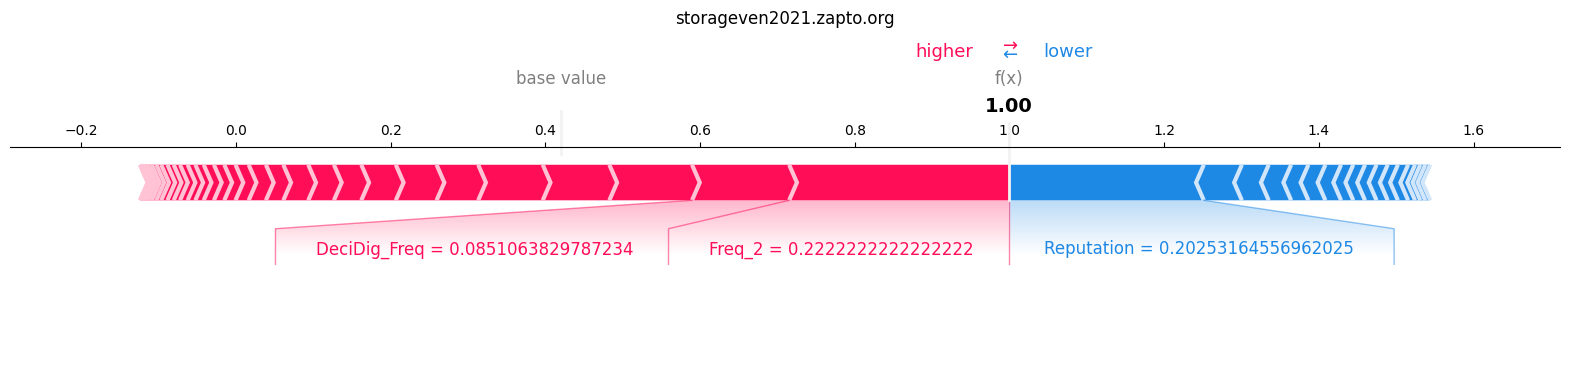 storageven2021.zapto.org
higher → lower
←
base value f(x)
1.00
−0.2 0.0 0.2 0.4 0.6 0.8 1.0 1.2 1.4 1.6
DeciDig_Freq = 0.0851063829787234 Freq_2 = 0.2222222222222222 Reputation = 0.20253164556962025